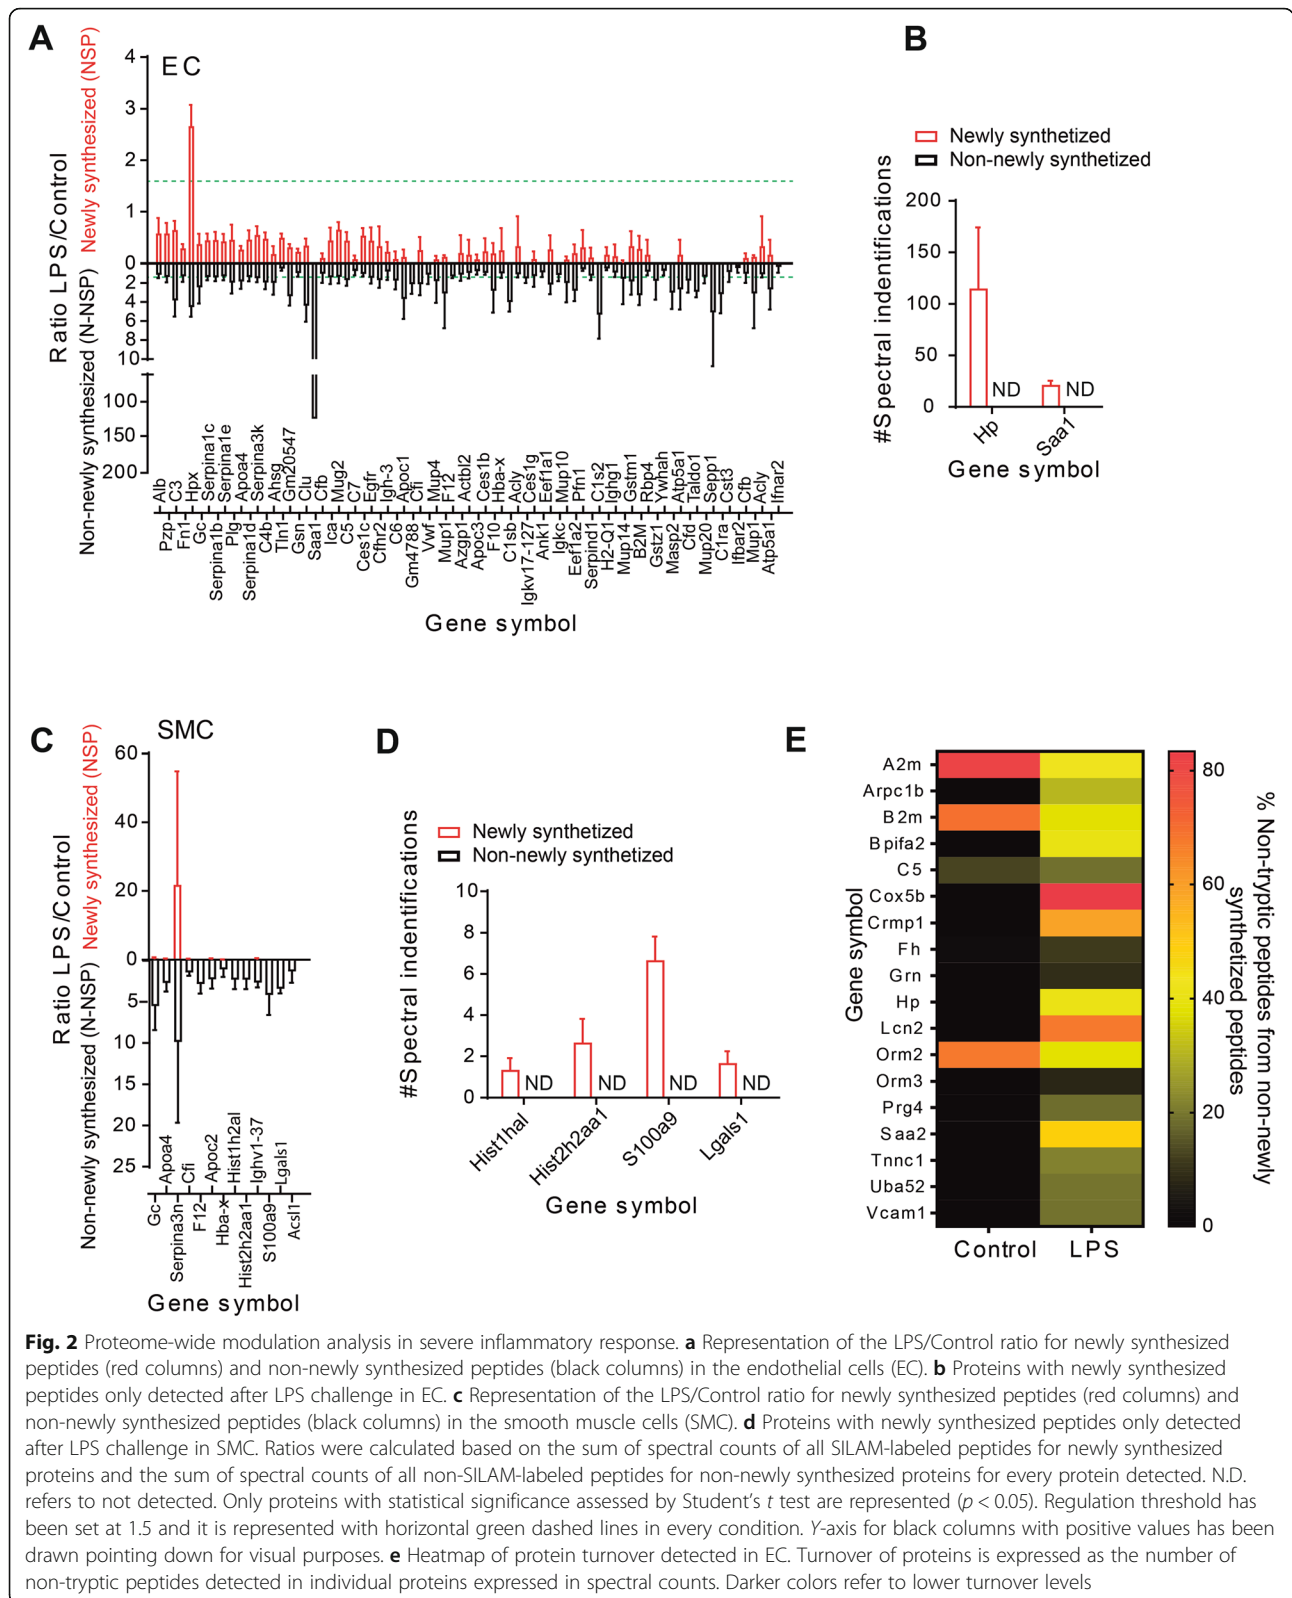 A
EC
Ratio LPS/Control
Newly synthesized (NSP)
Non-newly synthesized (N-NSP)
4
3
2
1
0
2
4
6
8
10
100
150
200
Alb
Pzp
C3
Fn1
Hpx
Gc
Serpina1c
Serpina1b
Serpina1e
Plg
Apoa4
Serpina1d
Serpina3k
C4b
Ahsg
Tln1
Gm20547
Gsn
Clu
Saa1
Cfb
Ica
Mug2
C5
C7
Ces1c
Egfr
Cfhr2
Igh-3
C6
Apoc1
Gm4788
Cfi
Vwf
Mup4
Mup1
F12
Azgp1
Actbl2
Apoc3
Ces1b
F10
Hba-x
C1sb
Acly
Igkv17-127
Ces1g
Ank1
Eef1a1
Igkc
Mup10
Eef1a2
Pfn1
Serpind1
C1s2
H2-Q1
Ighg1
Mup14
Gstm1
B2M
Rbp4
Gstz1
Ywhah
Masp2
Atp5a1
Cfd
Taldo1
Mup20
Sepp1
C1ra
Cst3
Ifbar2
Cfb
Mup1
Acly
Atp5a1
Ifnar2
Gene symbol
B
Newly synthetized
Non-newly synthetized
#Spectral indentifications
200
150
100
50
0
ND
ND
Hp
Saa1
Gene symbol
C
SMC
Ratio LPS/Control
Newly synthesized (NSP)
Non-newly synthesized (N-NSP)
60
40
20
0
5
10
15
20
25
Gc
Apoa4
Serpina3n
Cfi
F12
Apoc2
Hba-x
Hist1h2al
Hist2h2aa1
Ighv1-37
S100a9
Lgals1
Acsl1
Gene symbol
D
Newly synthetized
Non-newly synthetized
#Spectral indentifications
10
8
6
4
2
0
ND
ND
ND
ND
Hist1hal
Hist2h2aa1
S100a9
Lgals1
Gene symbol
E
Gene symbol
A2m
Arpc1b
B2m
Bpifa2
C5
Cox5b
Crmp1
Fh
Grn
Hp
Lcn2
Orm2
Orm3
Prg4
Saa2
Tnnc1
Uba52
Vcam1
Control
LPS
80
60
40
20
0
% Non-tryptic peptides from non-newly
synthetized peptides
Fig. 2 Proteome-wide modulation analysis in severe inflammatory response. a Representation of the LPS/Control ratio for newly synthesized
peptides (red columns) and non-newly synthesized peptides (black columns) in the endothelial cells (EC). b Proteins with newly synthesized
peptides only detected after LPS challenge in EC. c Representation of the LPS/Control ratio for newly synthesized peptides (red columns) and
non-newly synthesized peptides (black columns) in the smooth muscle cells (SMC). d Proteins with newly synthesized peptides only detected
after LPS challenge in SMC. Ratios were calculated based on the sum of spectral counts of all SILAM-labeled peptides for newly synthesized
proteins and the sum of spectral counts of all non-SILAM-labeled peptides for non-newly synthesized proteins for every protein detected. N.D.
refers to not detected. Only proteins with statistical significance assessed by Student's t test are represented (p < 0.05). Regulation threshold has
been set at 1.5 and it is represented with horizontal green dashed lines in every condition. Y-axis for black columns with positive values has been
drawn pointing down for visual purposes. e Heatmap of protein turnover detected in EC. Turnover of proteins is expressed as the number of
non-tryptic peptides detected in individual proteins expressed in spectral counts. Darker colors refer to lower turnover levels